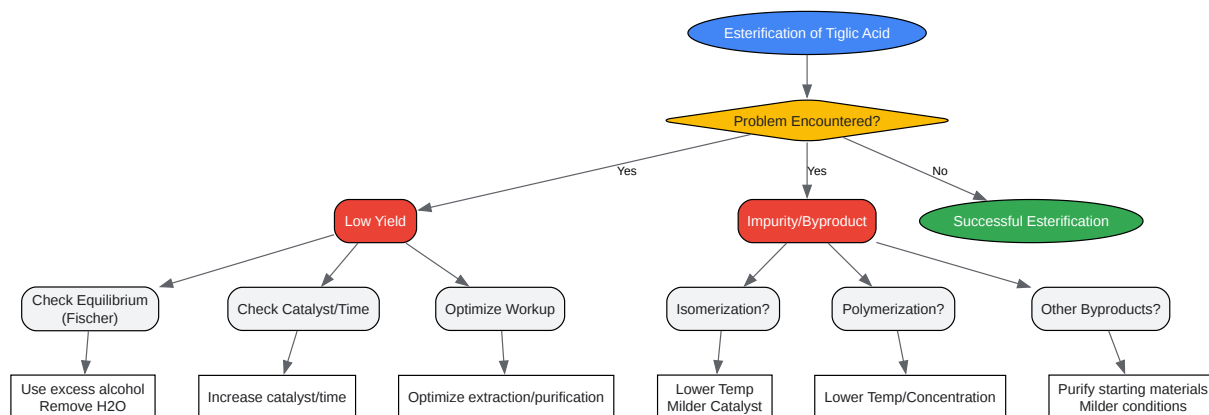 Esterification of Tiglic Acid
Problem Encountered?
Yes
Yes
No
Low Yield
Impurity/Byproduct
Successful Esterification
Check Equilibrium
(Fischer)
Check Catalyst/Time
Optimize Workup
Isomerization?
Polymerization?
Other Byproducts?
Use excess alcohol
Remove H2O
Increase catalyst/time
Optimize extraction/purification
Lower Temp
Milder Catalyst
Lower Temp/Concentration
Purify starting materials
Milder conditions